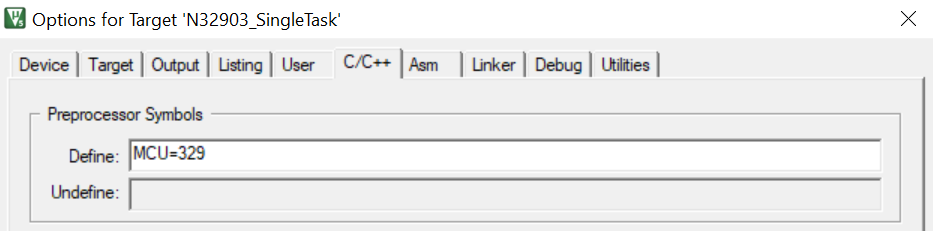 Options for Target 'N32903_SingleTask'
Device Target Output Listing User C/C++ Asm Linker Debug Utilities
Preprocessor Symbols
Define: MCU=329
Undefine: